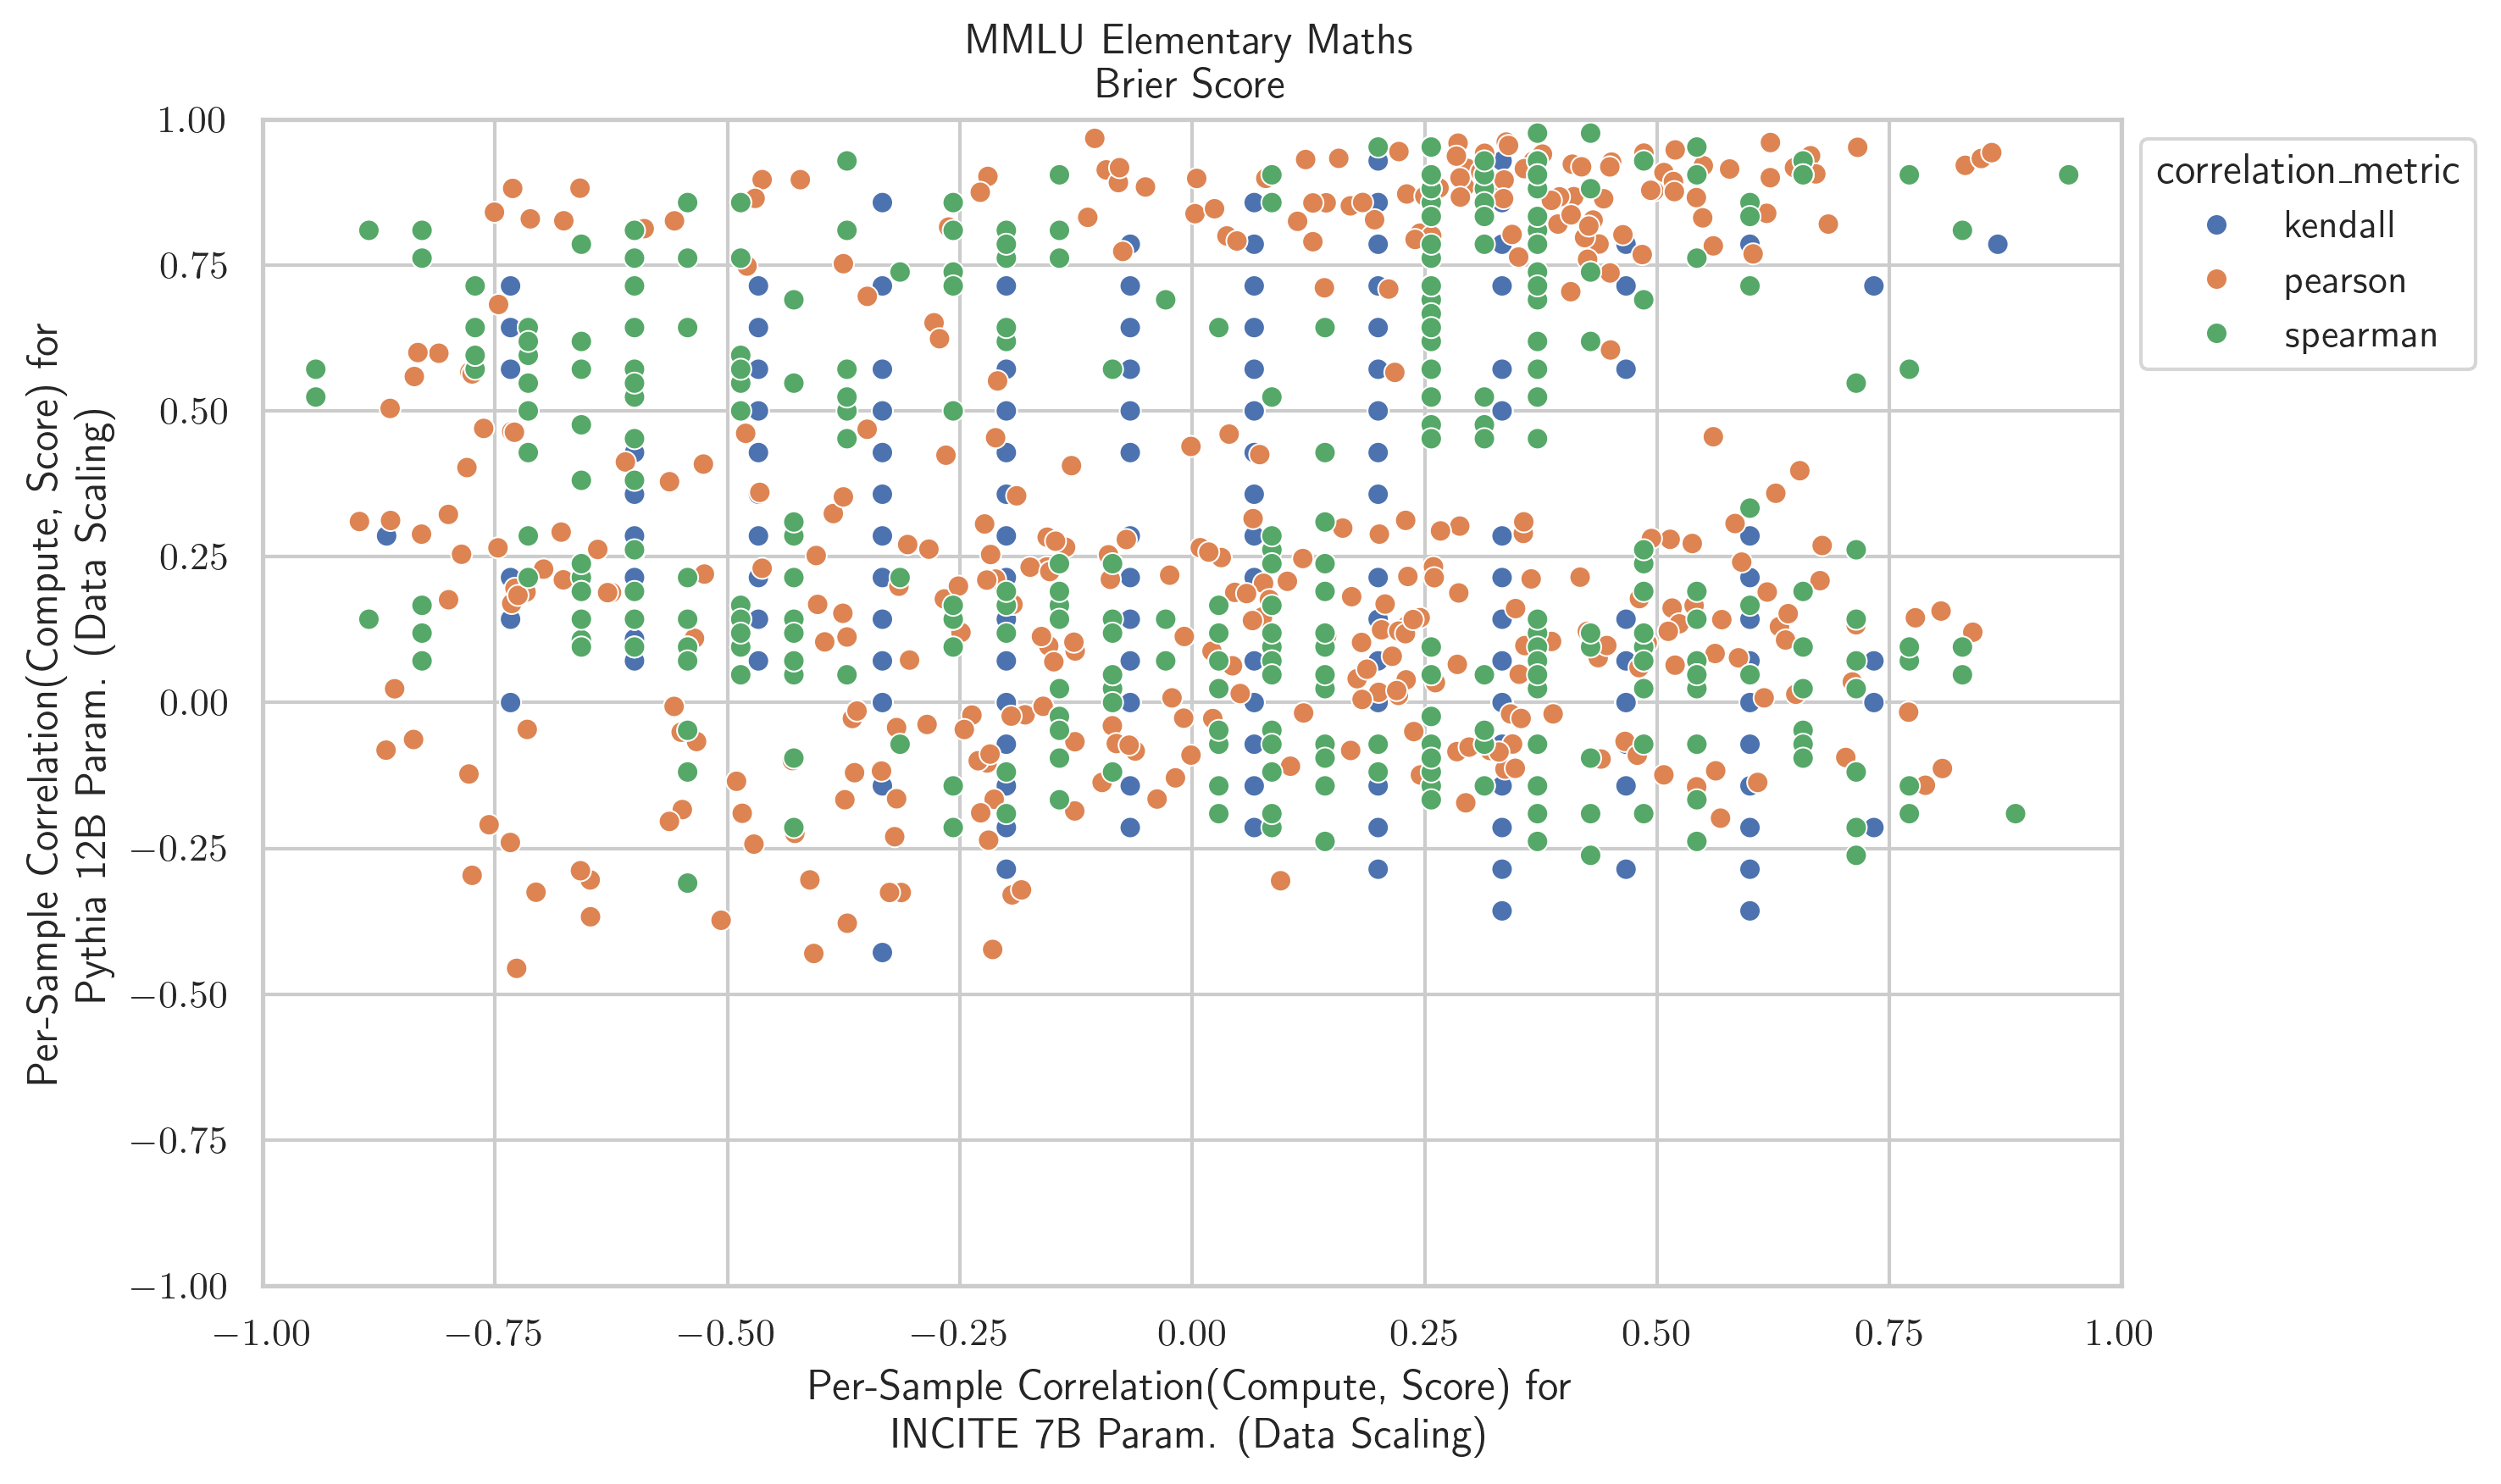 MMLU Elementary Maths
Brier Score
1.00
0.75
0.50
0.25
0.00
−0.25
−0.50
−0.75
−1.00
Per-Sample Correlation(Compute, Score) for
Pythia 12B Param. (Data Scaling)
−1.00 −0.75 −0.50 −0.25 0.00 0.25 0.50 0.75 1.00
Per-Sample Correlation(Compute, Score) for
INCITE 7B Param. (Data Scaling)
correlation_metric
kendall
pearson
spearman